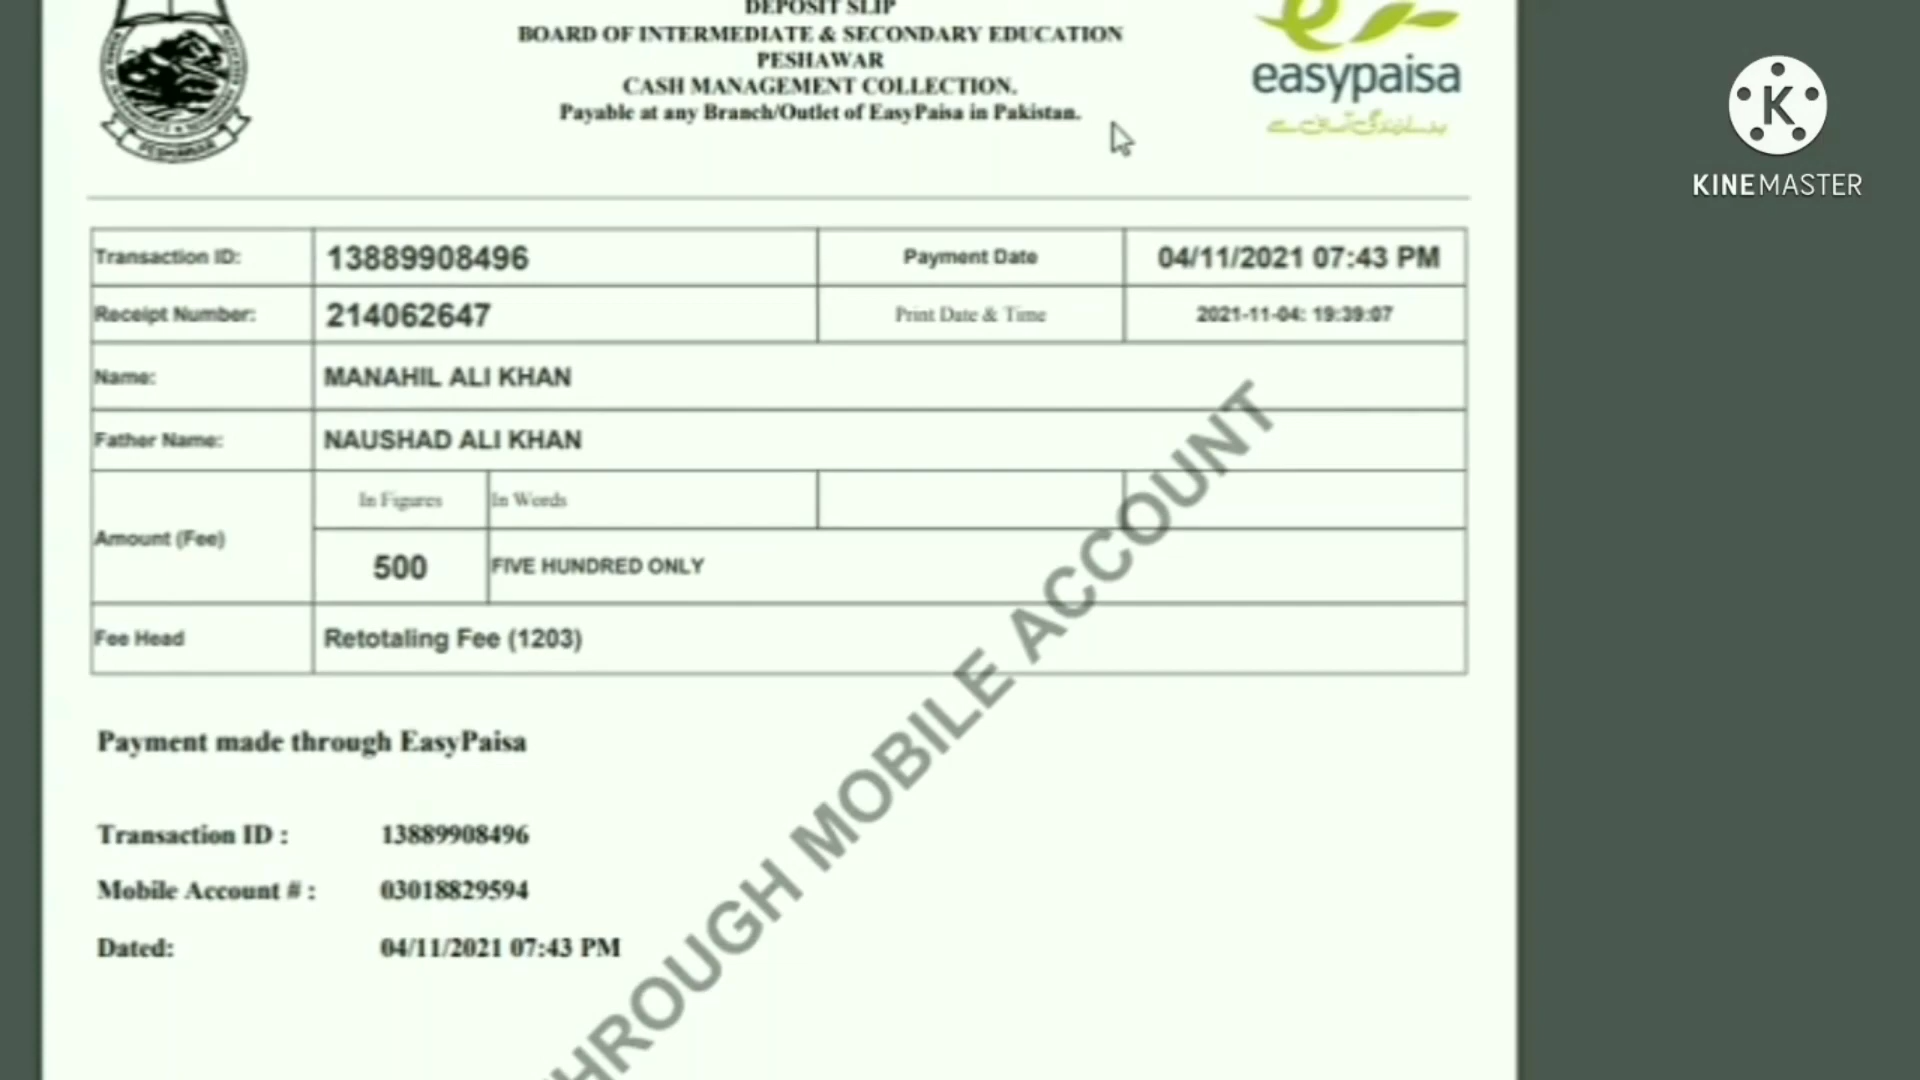 DEPOSIT SLIP
BOARD OF INTERMEDIATE & SECONDARY EDUCATION
PESHAWAR
CASH MANAGEMENT COLLECTION.
Payable at any Branch/Outlet of EasyPaisa in Pakistan.
PESHAWAR
easypaisa
K
KINEMASTER
Transaction ID: 13889908496 Payment Date 04/11/2021 07:43 PM
Receipt Number: 214062647 Print Date & Time 2021-11-04: 19:39:07
Name: MANAHIL ALI KHAN
Father Name: NAUSHAD ALI KHAN
Amount (Fee) In Figures In Words
500 FIVE HUNDRED ONLY
Fee Head Retotaling Fee (1203)
Payment made through EasyPaisa
Transaction ID : 13889908496
Mobile Account # : 03018829594
Dated: 04/11/2021 07:43 PM
HROUGH MOBILE ACCOUNT